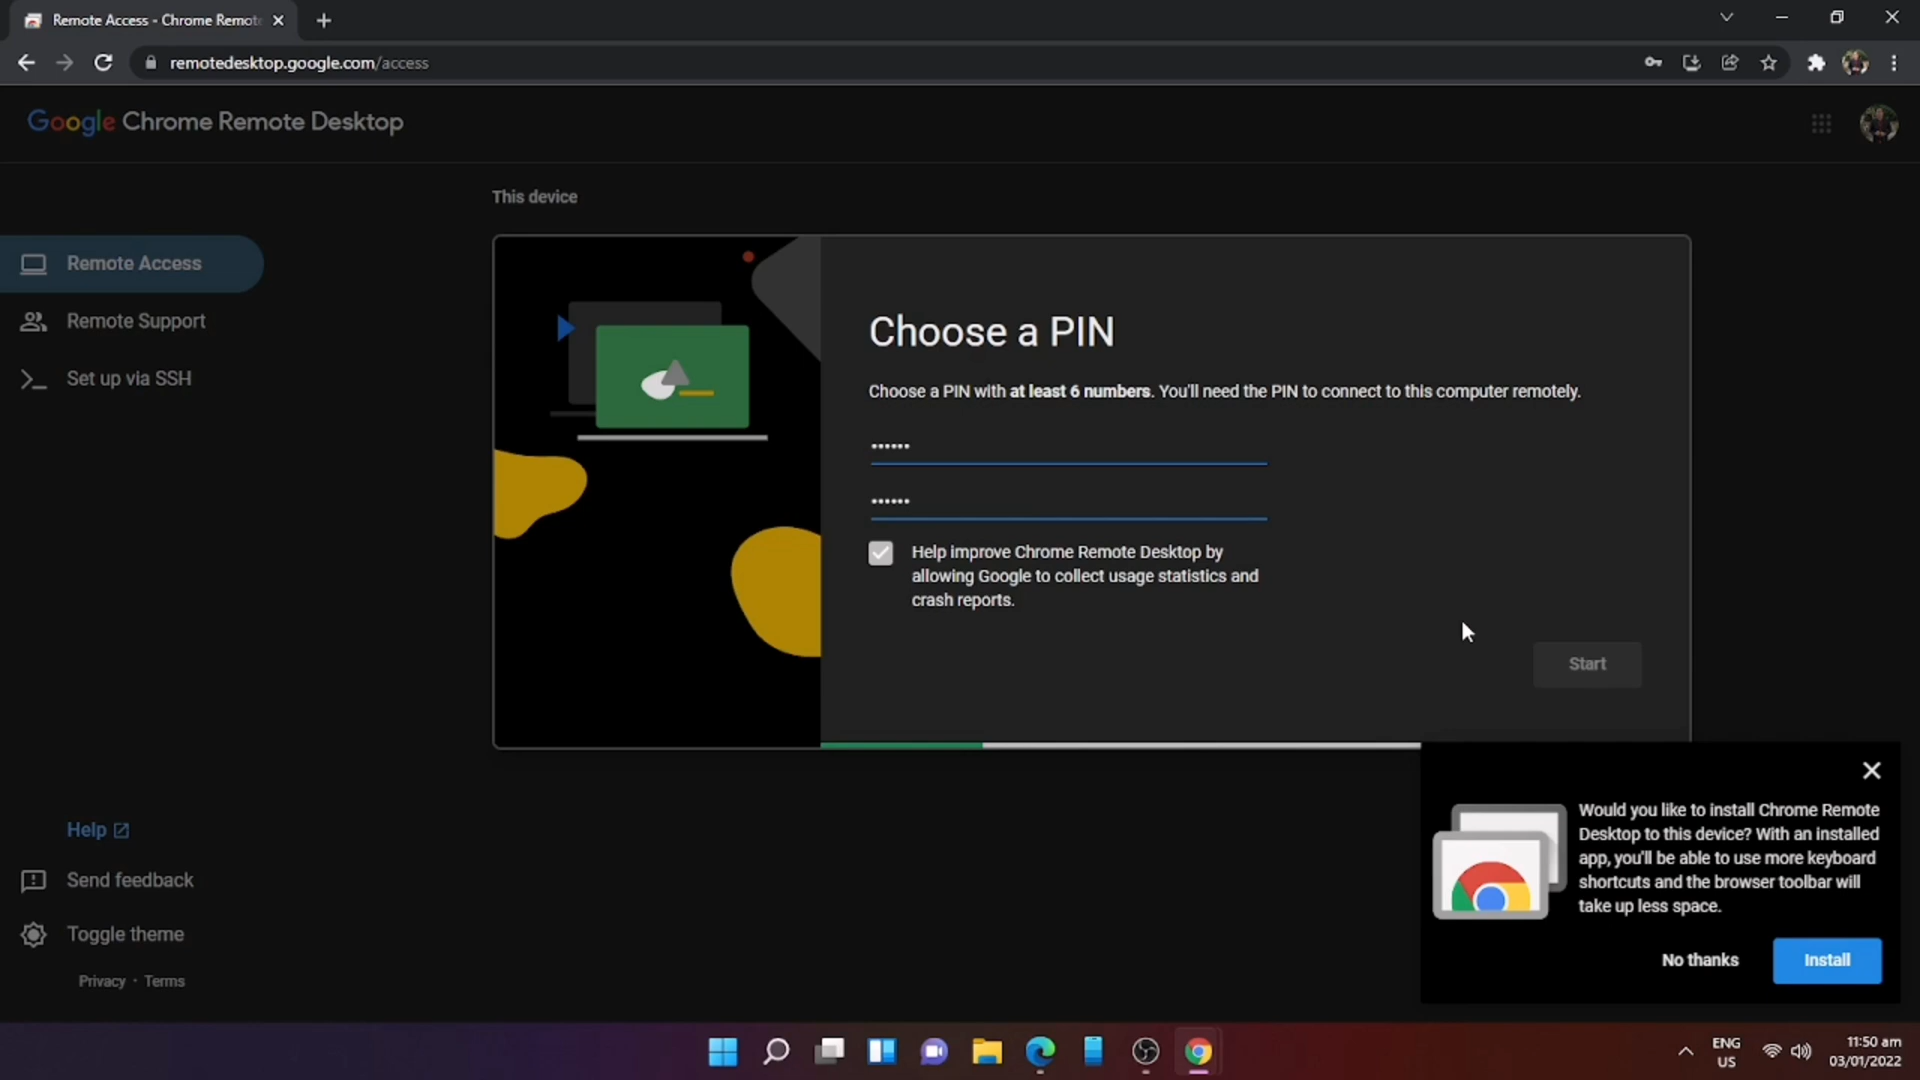 Remote Access - Chrome Remot
remotedesktop.google.com/access
Google Chrome Remote Desktop
This device
Remote Access
Remote Support
Set up via SSH
Choose a PIN
Choose a PIN with at least 6 numbers. You'll need the PIN to connect to this computer remotely.
••••••
••••••
Help improve Chrome Remote Desktop by
allowing Google to collect usage statistics and
crash reports.
Start
Would you like to install Chrome Remote
Desktop to this device? With an installed
app, you'll be able to use more keyboard
shortcuts and the browser toolbar will
take up less space.
No thanks
Install
Help
Send feedback
Toggle theme
Privacy · Terms
ENG
US
11:50 am
03/01/2022